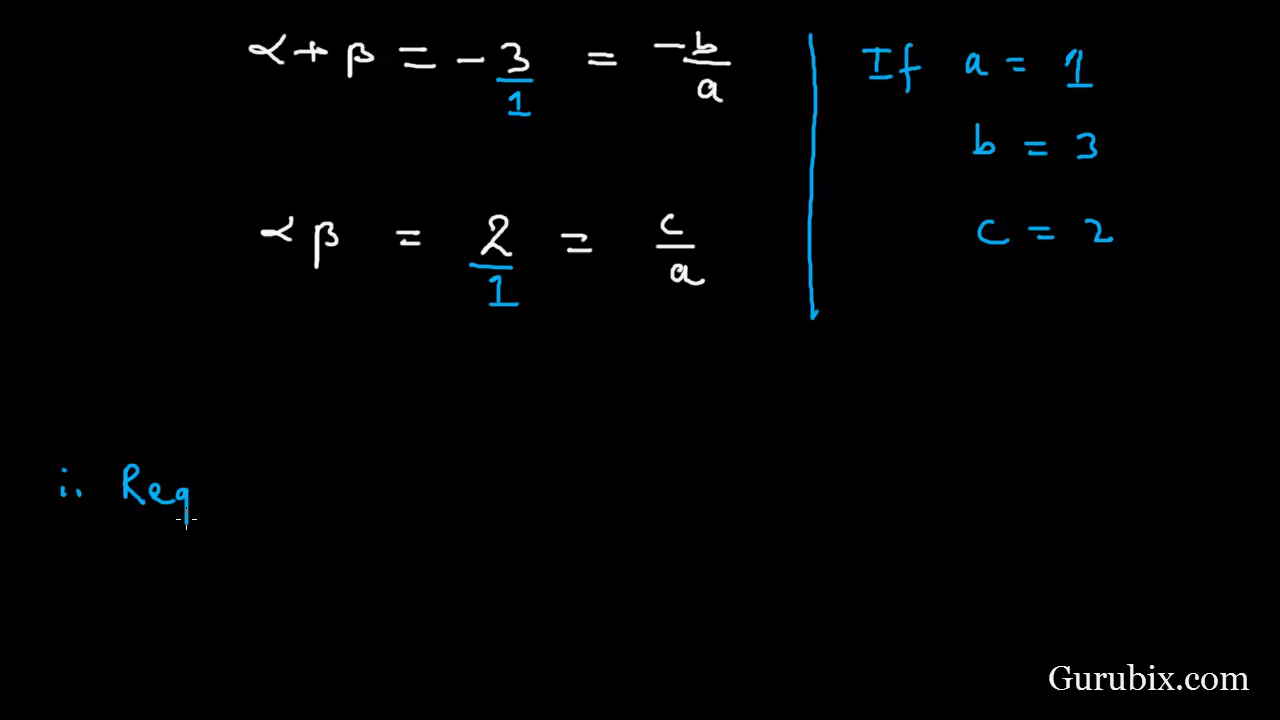 α + β = - 3/1 = -b/a
αβ = 2/1 = c/a
If a = 1
b = 3
c = 2
i. Req
Gurubix.com